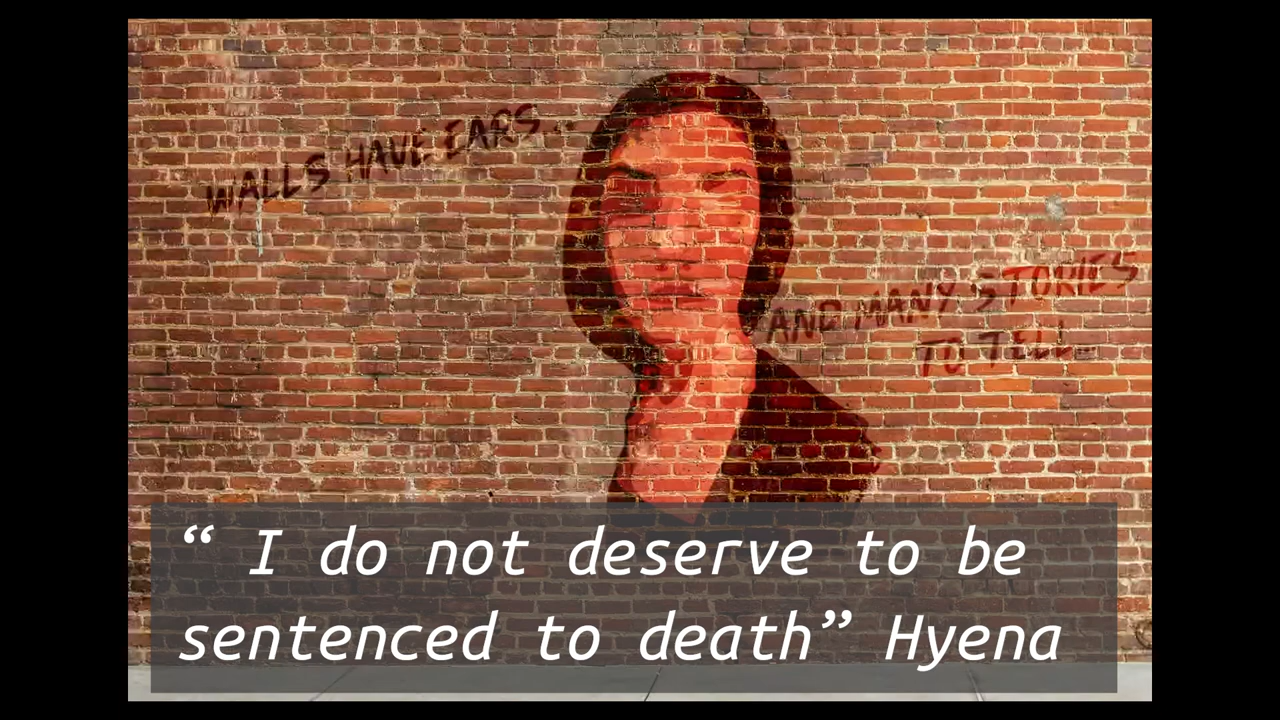 WALLS HAVE EARS...
AND MANY STORIES
TO TELL...
“ I do not deserve to be
sentenced to death” Hyena